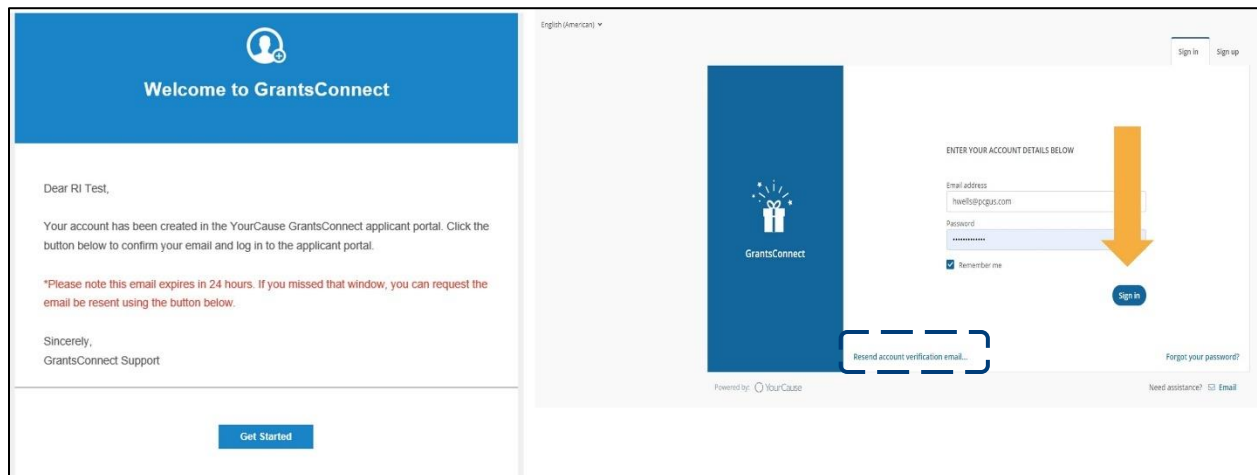 Welcome to GrantsConnect
Dear RI Test,
Your account has been created in the YourCause GrantsConnect applicant portal. Click the
button below to confirm your email and log in to the applicant portal.
*Please note this email expires in 24 hours. If you missed that window, you can request the
email be resent using the button below.
Sincerely,
GrantsConnect Support
Get Started
English (American)
Sign in Sign up
GrantsConnect
ENTER YOUR ACCOUNT DETAILS BELOW
Email address
hwells@pcgus.com
Password
Remember me
Sign in
Resend account verification email...
Forgot your password?
Powered by: YourCause
Need assistance? Email